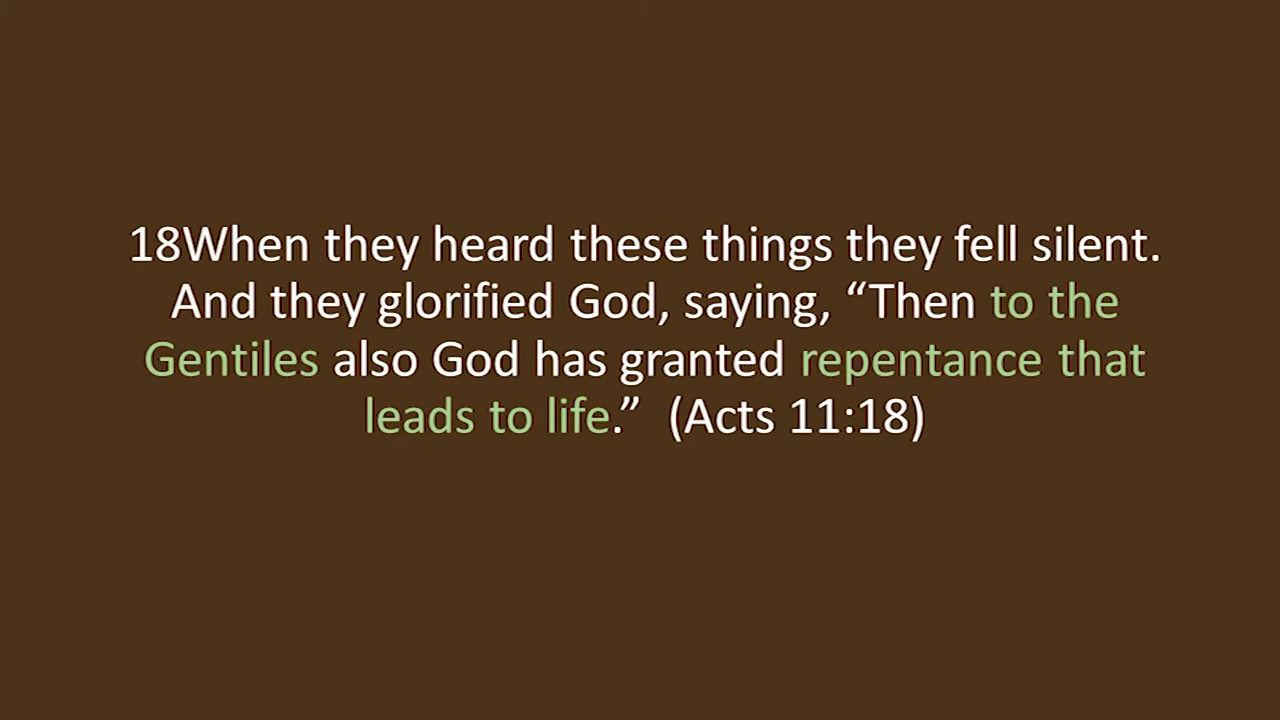 18When they heard these things they fell silent.
And they glorified God, saying, “Then to the
Gentiles also God has granted repentance that
leads to life.”  (Acts 11:18)